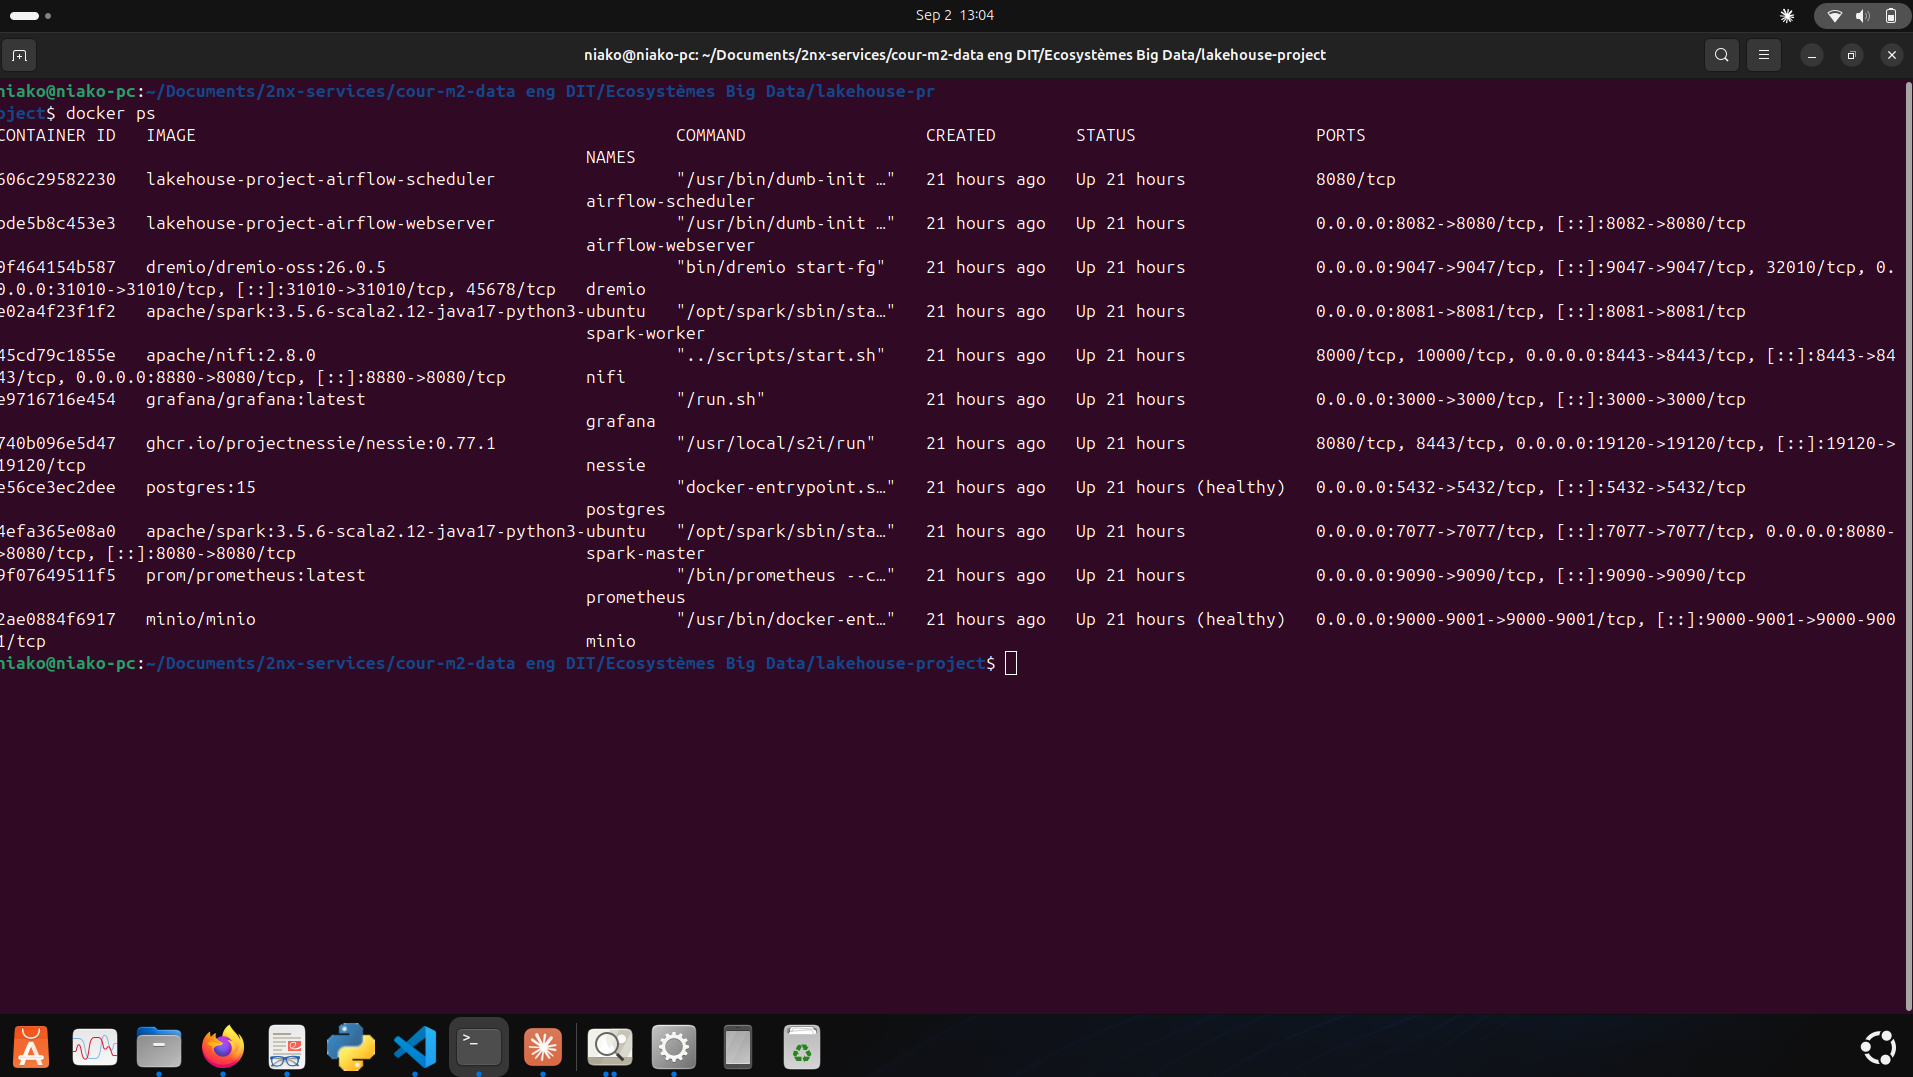 Sep 2 13:04
niako@niako-pc: ~/Documents/2nx-services/cour-m2-data eng DIT/Ecosystèmes Big Data/lakehouse-project
niako@niako-pc:~/Documents/2nx-services/cour-m2-data eng DIT/Ecosystèmes Big Data/lakehouse-pr
oject$ docker ps
CONTAINER ID   IMAGE                                                COMMAND                  CREATED        STATUS                  PORTS
NAMES
606c29582230   lakehouse-project-airflow-scheduler                  "/usr/bin/dumb-init …"   21 hours ago   Up 21 hours             8080/tcp
airflow-scheduler
bde5b8c453e3   lakehouse-project-airflow-webserver                  "/usr/bin/dumb-init …"   21 hours ago   Up 21 hours             0.0.0.0:8082->8080/tcp, [::]:8082->8080/tcp
airflow-webserver
0f464154b587   dremio/dremio-oss:26.0.5                             "bin/dremio start-fg"    21 hours ago   Up 21 hours             0.0.0.0:9047->9047/tcp, [::]:9047->9047/tcp, 32010/tcp, 0.
0.0.0:31010->31010/tcp, [::]:31010->31010/tcp, 45678/tcp   dremio
e02a4f23f1f2   apache/spark:3.5.6-scala2.12-java17-python3-ubuntu   "/opt/spark/sbin/sta…"   21 hours ago   Up 21 hours             0.0.0.0:8081->8081/tcp, [::]:8081->8081/tcp
spark-worker
45cd79c1855e   apache/nifi:2.8.0                                    "../scripts/start.sh"    21 hours ago   Up 21 hours             8000/tcp, 10000/tcp, 0.0.0.0:8443->8443/tcp, [::]:8443->84
43/tcp, 0.0.0.0:8880->8080/tcp, [::]:8880->8080/tcp        nifi
e9716716e454   grafana/grafana:latest                               "/run.sh"                21 hours ago   Up 21 hours             0.0.0.0:3000->3000/tcp, [::]:3000->3000/tcp
grafana
740b096e5d47   ghcr.io/projectnessie/nessie:0.77.1                  "/usr/local/s2i/run"     21 hours ago   Up 21 hours             8080/tcp, 8443/tcp, 0.0.0.0:19120->19120/tcp, [::]:19120->
19120/tcp                                                  nessie
e56ce3ec2dee   postgres:15                                          "docker-entrypoint.s…"   21 hours ago   Up 21 hours (healthy)   0.0.0.0:5432->5432/tcp, [::]:5432->5432/tcp
postgres
4efa365e08a0   apache/spark:3.5.6-scala2.12-java17-python3-ubuntu   "/opt/spark/sbin/sta…"   21 hours ago   Up 21 hours             0.0.0.0:7077->7077/tcp, [::]:7077->7077/tcp, 0.0.0.0:8080-
>8080/tcp, [::]:8080->8080/tcp                             spark-master
9f07649511f5   prom/prometheus:latest                               "/bin/prometheus --c…"   21 hours ago   Up 21 hours             0.0.0.0:9090->9090/tcp, [::]:9090->9090/tcp
prometheus
2ae0884f6917   minio/minio                                          "/usr/bin/docker-ent…"   21 hours ago   Up 21 hours (healthy)   0.0.0.0:9000-9001->9000-9001/tcp, [::]:9000-9001->9000-900
1/tcp                                                      minio
niako@niako-pc:~/Documents/2nx-services/cour-m2-data eng DIT/Ecosystèmes Big Data/lakehouse-project$